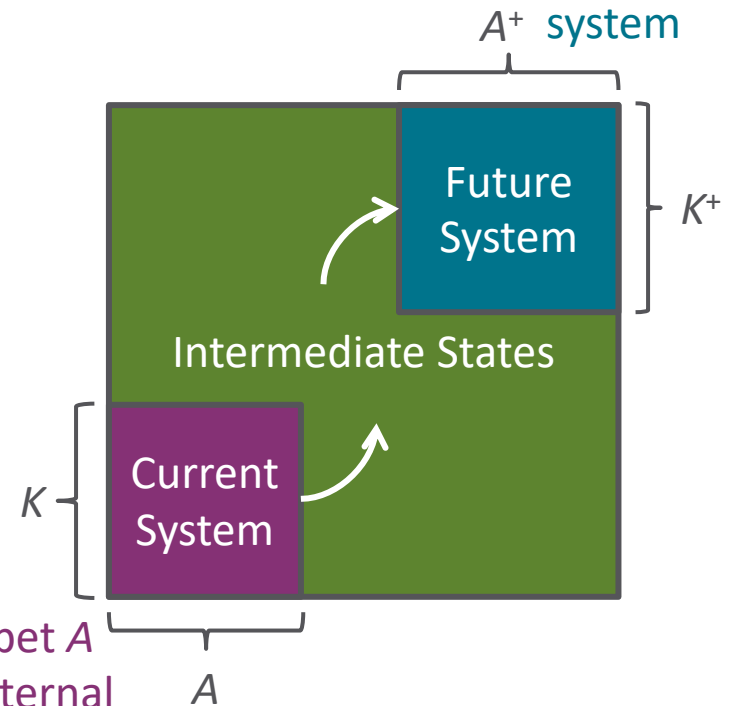 A⁺ system
Future
System
K⁺
Intermediate States
Current
System
K
A